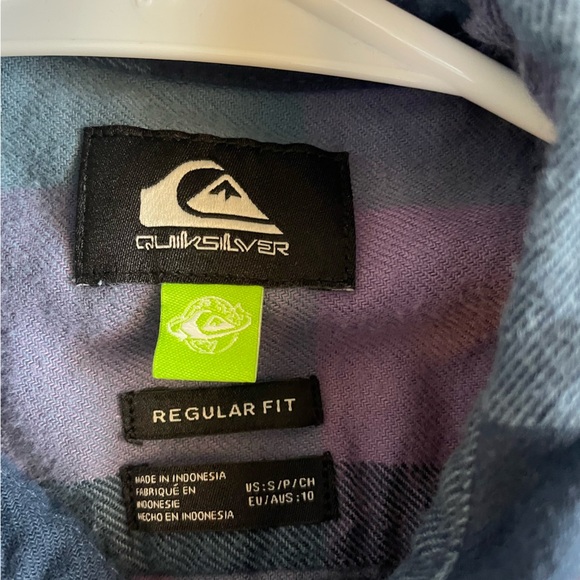 QUIKSILVER
REGULAR FIT
MADE IN INDONESIA
FABRIQUÉ EN
INDONESIE
HECHO EN INDONESIA
US:S/P/CH
EU/AUS:10